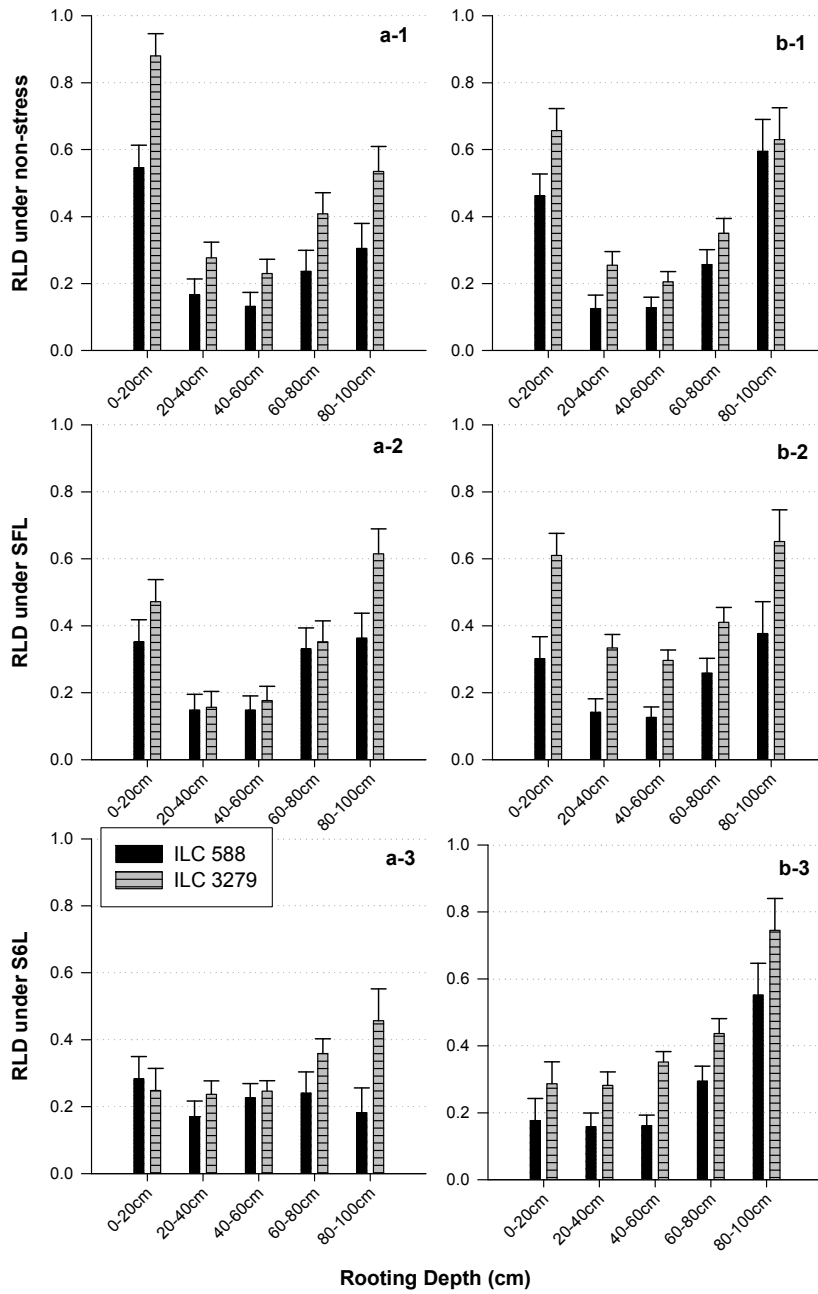 a-1
RLD under non-stress
1.0
0.8
0.6
0.4
0.2
0.0
0-20cm
20-40cm
40-60cm
60-80cm
80-100cm
b-1
1.0
0.8
0.6
0.4
0.2
0.0
0-20cm
20-40cm
40-60cm
60-80cm
80-100cm
a-2
RLD under SFL
1.0
0.8
0.6
0.4
0.2
0.0
0-20cm
20-40cm
40-60cm
60-80cm
80-100cm
b-2
1.0
0.8
0.6
0.4
0.2
0.0
0-20cm
20-40cm
40-60cm
60-80cm
80-100cm
a-3
ILC 588
ILC 3279
RLD under S6L
1.0
0.8
0.6
0.4
0.2
0.0
0-20cm
20-40cm
40-60cm
60-80cm
80-100cm
b-3
1.0
0.8
0.6
0.4
0.2
0.0
0-20cm
20-40cm
40-60cm
60-80cm
80-100cm
Rooting Depth (cm)